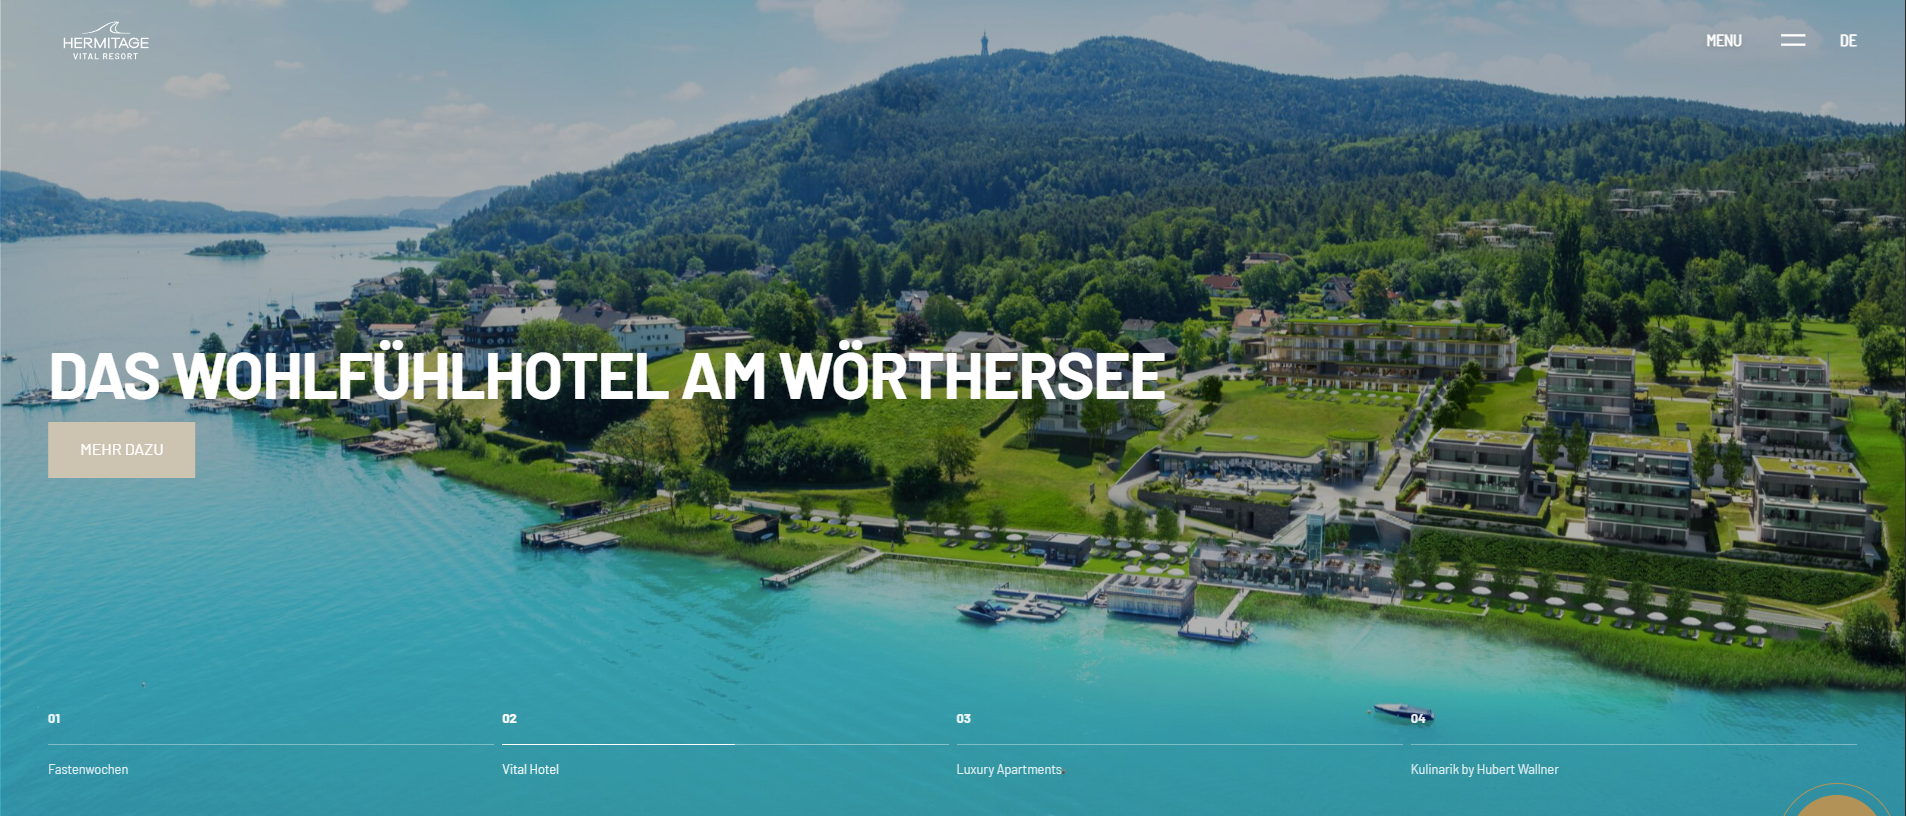 HERMITAGE
VITAL RESORT
MENU
DE
DAS WOHLFÜHLHOTEL AM WÖRTHERSEE
MEHR DAZU
01
Fastenwochen
02
Vital Hotel
03
Luxury Apartments
04
Kulinarik by Hubert Wallner